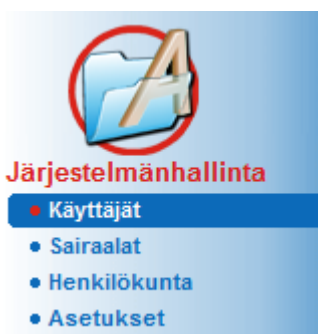 Järjestelmänhallinta
Käyttäjät
Sairaalat
Henkilökunta
Asetukset